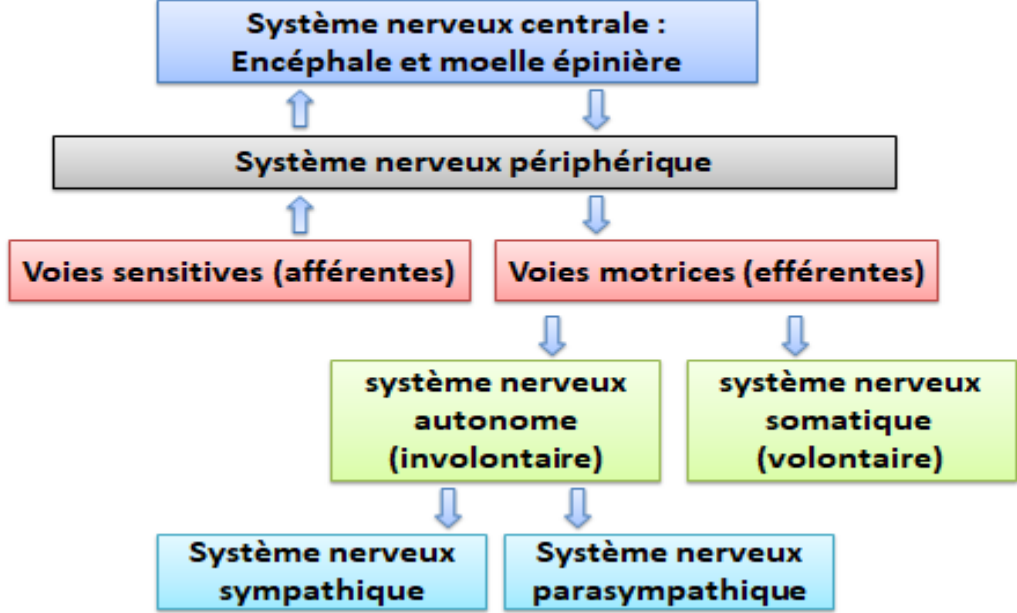 Système nerveux centrale :
Encéphale et moelle épinière
Système nerveux périphérique
Voies sensitives (afférentes)
Voies motrices (efférentes)
système nerveux
autonome
(involontaire)
système nerveux
somatique
(volontaire)
Système nerveux
sympathique
Système nerveux
parasympathique